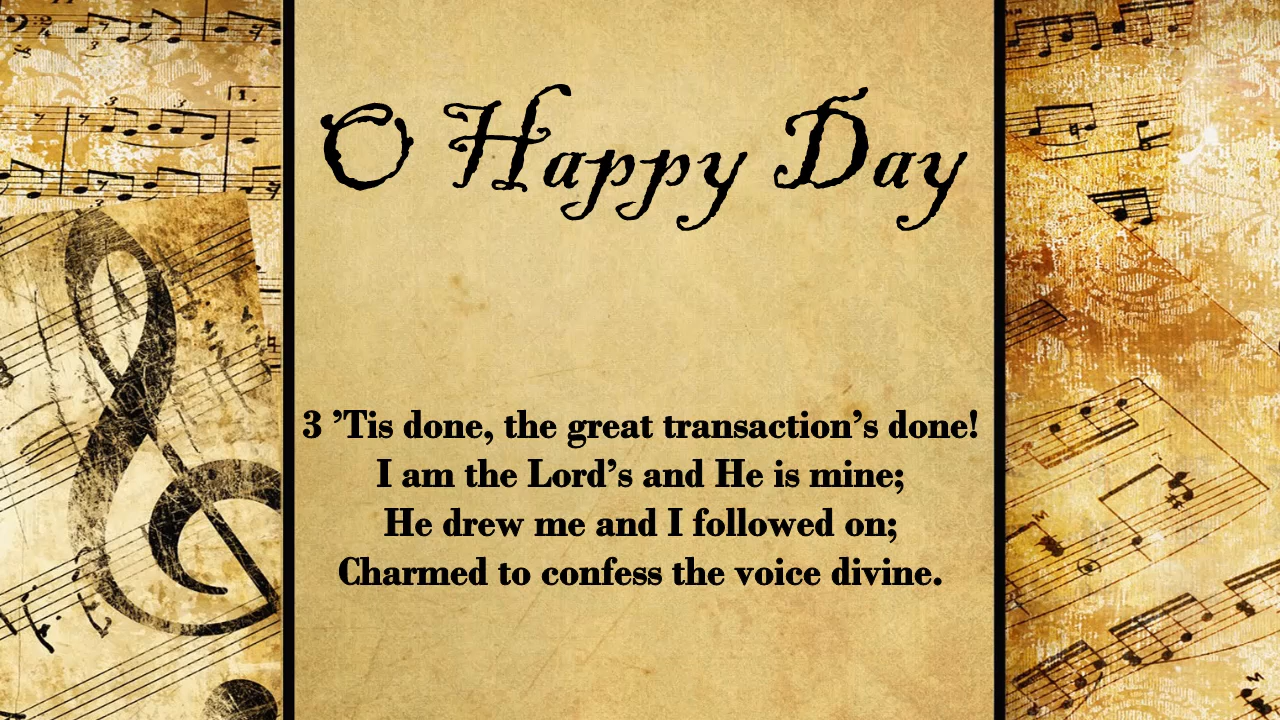 O Happy Day
3 ’Tis done, the great transaction’s done!
I am the Lord’s and He is mine;
He drew me and I followed on;
Charmed to confess the voice divine.